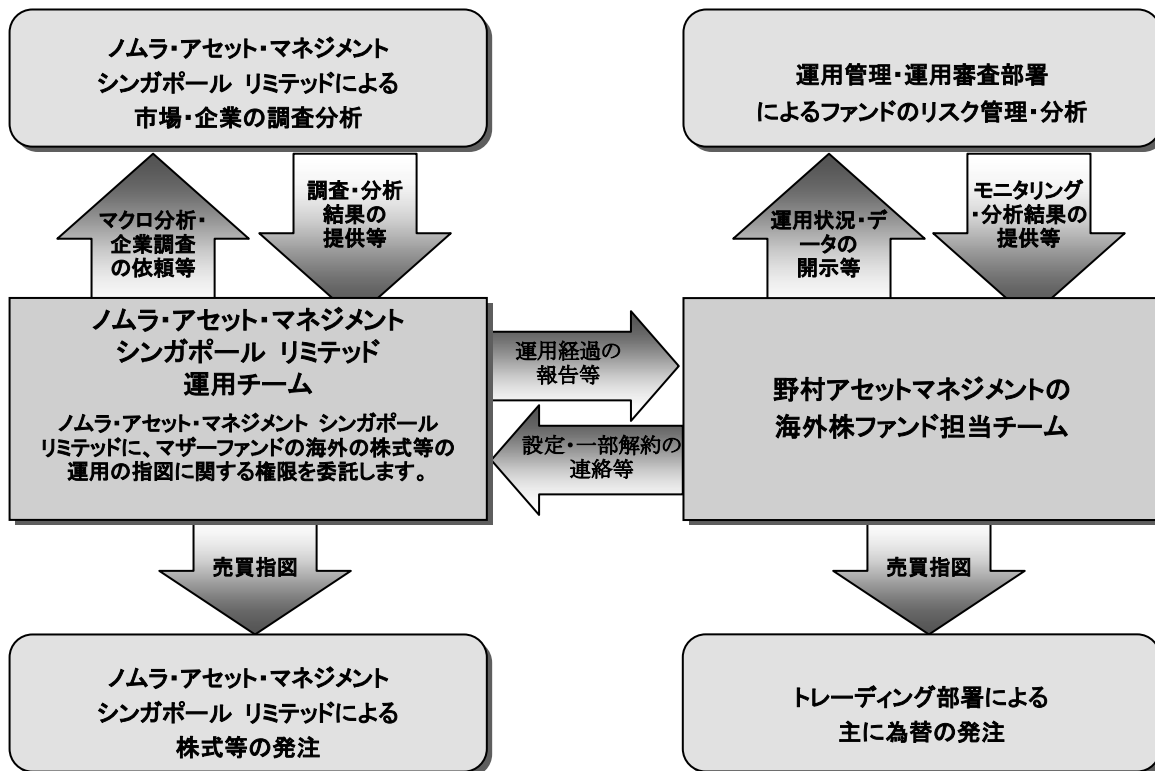 ノムラ・アセット・マネジメント
シンガポール リミテッドによる
市場・企業の調査分析
運用管理・運用審査部署
によるファンドのリスク管理・分析
マクロ分析・
企業調査
の依頼等
調査・分析
結果の
提供等
運用状況・デ
ータの
開示等
モニタリング
・分析結果の
提供等
ノムラ・アセット・マネジメント
シンガポール リミテッド
運用チーム
ノムラ・アセット・マネジメント シンガポール
リミテッドに、マザーファンドの海外の株式等の
運用の指図に関する権限を委託します。
運用経過の
報告等
設定・一部解約の
連絡等
野村アセットマネジメントの
海外株ファンド担当チーム
売買指図
売買指図
ノムラ・アセット・マネジメント
シンガポール リミテッドによる
株式等の発注
トレーディング部署による
主に為替の発注